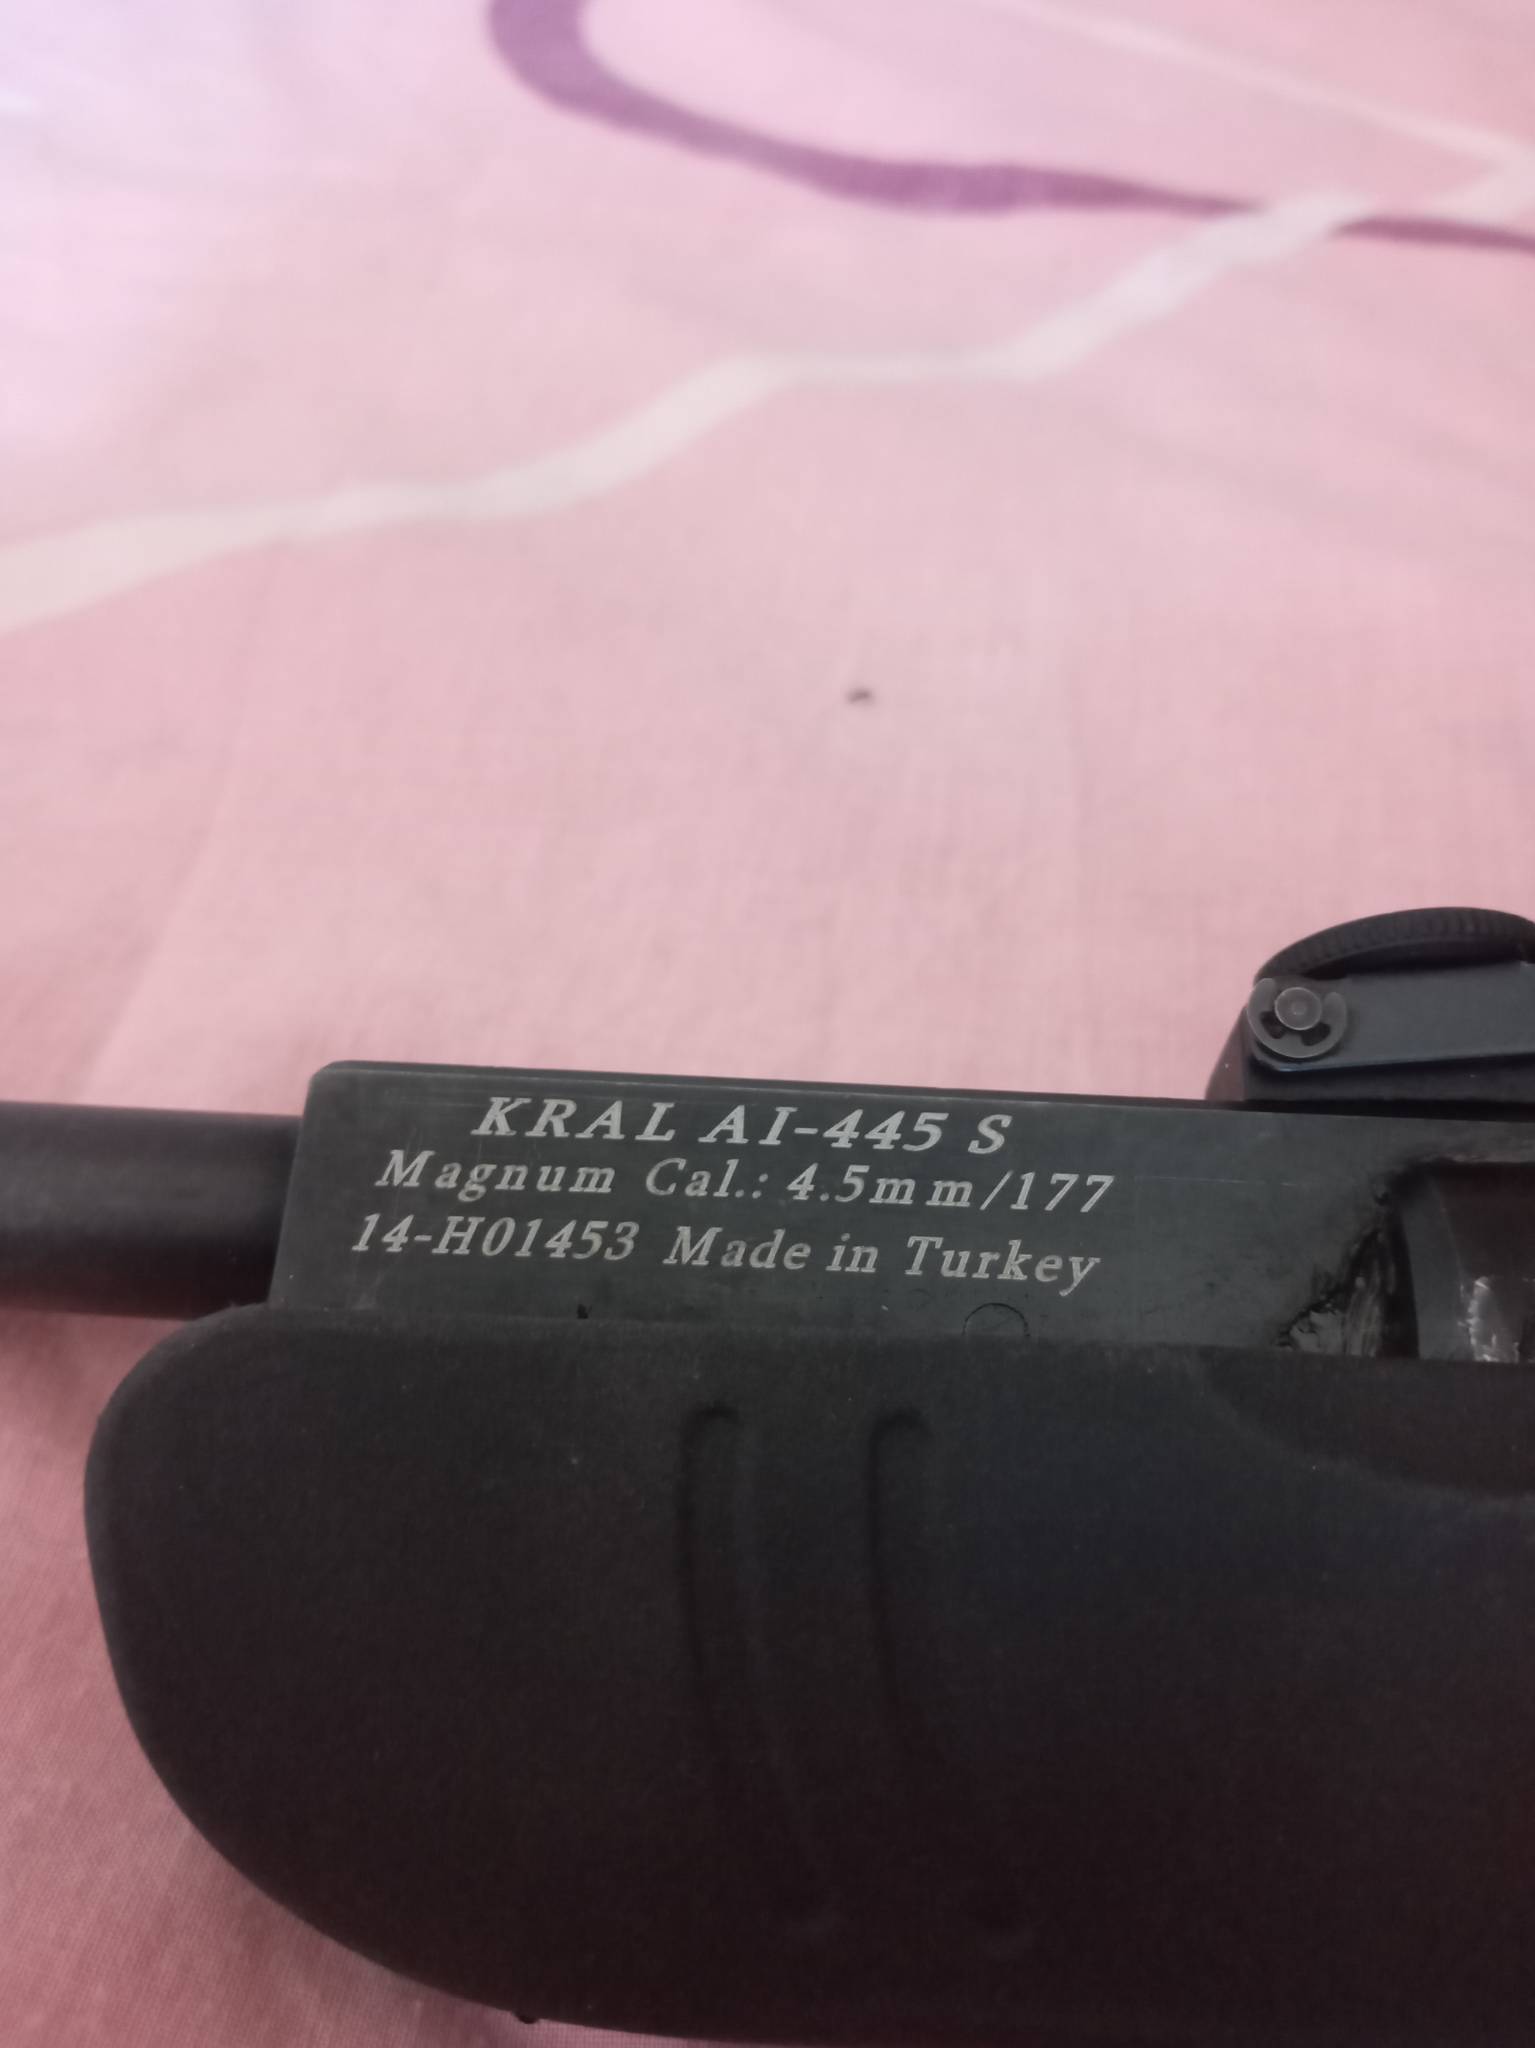 KRAL AI-445 S
Magnum Cal.: 4.5mm/177
14-H01453 Made in Turkey